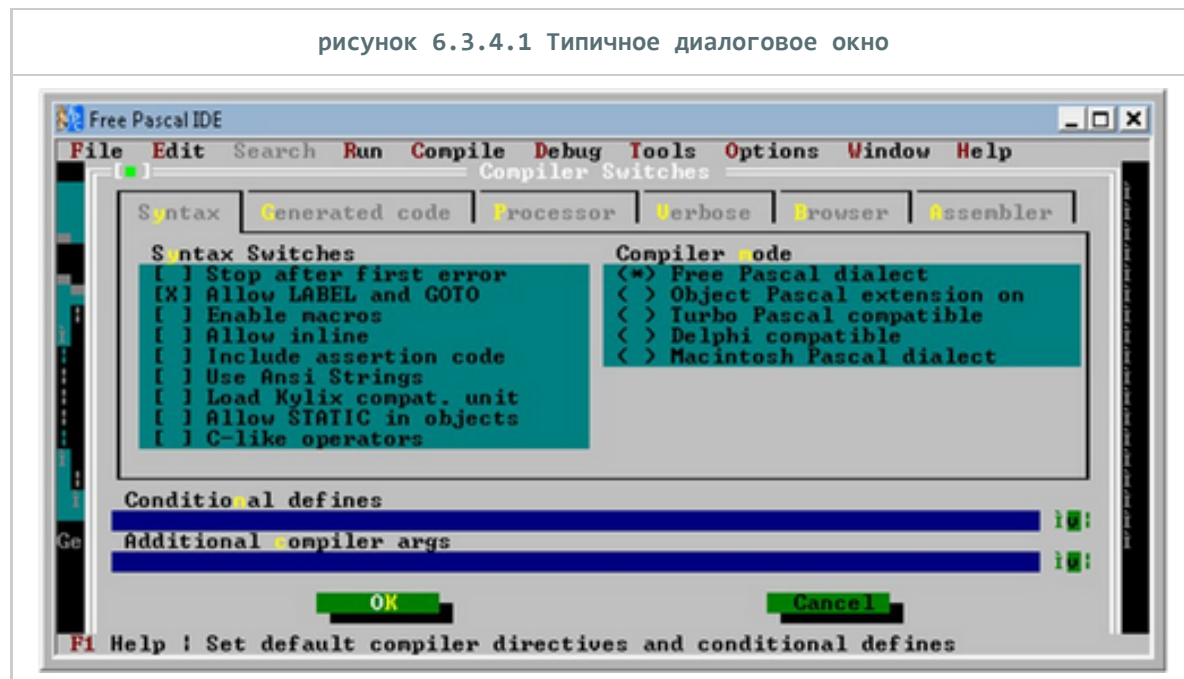 рисунок 6.3.4.1 Типичное диалоговое окно
Free Pascal IDE
File Edit Search Run Compile Debug Tools Options Window Help
Compiler Switches
Syntax Generated code Processor Verbose Browser Assembler
Syntax Switches
[ ] Stop after first error
[X] Allow LABEL and GOTO
[ ] Enable macros
[ ] Allow inline
[ ] Include assertion code
[ ] Use Ansi Strings
[ ] Load Kylix compat. unit
[ ] Allow STATIC in objects
[ ] C-like operators
Compiler mode
(*) Free Pascal dialect
( ) Object Pascal extension on
( ) Turbo Pascal compatible
( ) Delphi compatible
( ) Macintosh Pascal dialect
Conditional defines
Additional compiler args
Ge
OK Cancel
F1 Help | Set default compiler directives and conditional defines